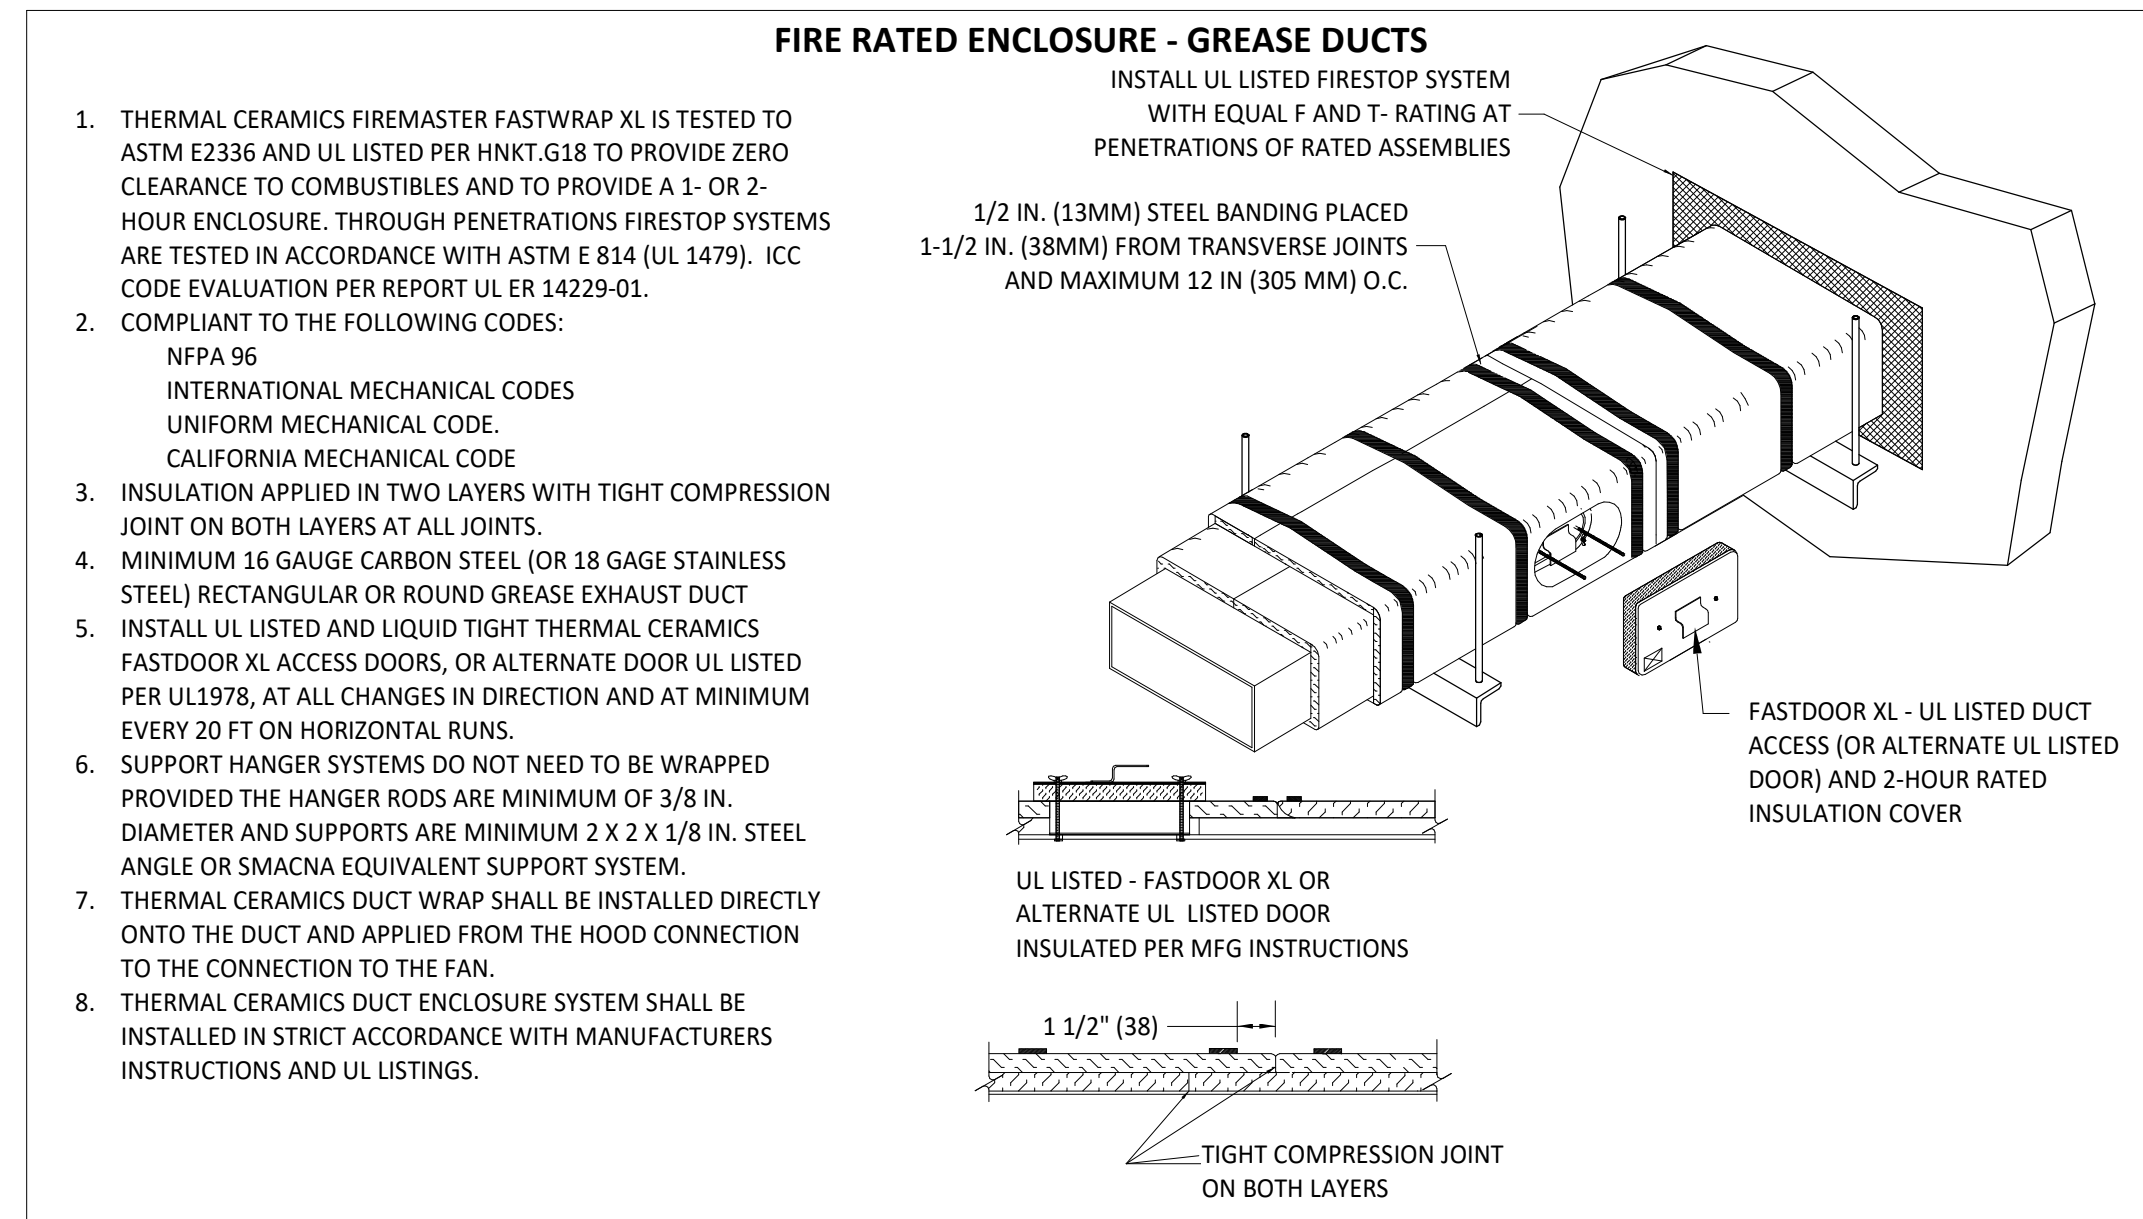 FIRE RATED ENCLOSURE - GREASE DUCTS
1. THERMAL CERAMICS FIREMASTER FASTWRAP XL IS TESTED TO
ASTM E2336 AND UL LISTED PER HNKT.G18 TO PROVIDE ZERO
CLEARANCE TO COMBUSTIBLES AND TO PROVIDE A 1- OR 2-
HOUR ENCLOSURE. THROUGH PENETRATIONS FIRESTOP SYSTEMS
ARE TESTED IN ACCORDANCE WITH ASTM E 814 (UL 1479). ICC
CODE EVALUATION PER REPORT UL ER 14229-01.
2. COMPLIANT TO THE FOLLOWING CODES:
NFPA 96
INTERNATIONAL MECHANICAL CODES
UNIFORM MECHANICAL CODE.
CALIFORNIA MECHANICAL CODE
3. INSULATION APPLIED IN TWO LAYERS WITH TIGHT COMPRESSION
JOINT ON BOTH LAYERS AT ALL JOINTS.
4. MINIMUM 16 GAUGE CARBON STEEL (OR 18 GAGE STAINLESS
STEEL) RECTANGULAR OR ROUND GREASE EXHAUST DUCT
5. INSTALL UL LISTED AND LIQUID TIGHT THERMAL CERAMICS
FASTDOOR XL ACCESS DOORS, OR ALTERNATE DOOR UL LISTED
PER UL1978, AT ALL CHANGES IN DIRECTION AND AT MINIMUM
EVERY 20 FT ON HORIZONTAL RUNS.
6. SUPPORT HANGER SYSTEMS DO NOT NEED TO BE WRAPPED
PROVIDED THE HANGER RODS ARE MINIMUM OF 3/8 IN.
DIAMETER AND SUPPORTS ARE MINIMUM 2 X 2 X 1/8 IN. STEEL
ANGLE OR SMACNA EQUIVALENT SUPPORT SYSTEM.
7. THERMAL CERAMICS DUCT WRAP SHALL BE INSTALLED DIRECTLY
ONTO THE DUCT AND APPLIED FROM THE HOOD CONNECTION
TO THE CONNECTION TO THE FAN.
8. THERMAL CERAMICS DUCT ENCLOSURE SYSTEM SHALL BE
INSTALLED IN STRICT ACCORDANCE WITH MANUFACTURERS
INSTRUCTIONS AND UL LISTINGS.
INSTALL UL LISTED FIRESTOP SYSTEM
WITH EQUAL F AND T- RATING AT
PENETRATIONS OF RATED ASSEMBLIES
1/2 IN. (13MM) STEEL BANDING PLACED
1-1/2 IN. (38MM) FROM TRANSVERSE JOINTS
AND MAXIMUM 12 IN (305 MM) O.C.
FASTDOOR XL - UL LISTED DUCT
ACCESS (OR ALTERNATE UL LISTED
DOOR) AND 2-HOUR RATED
INSULATION COVER
UL LISTED - FASTDOOR XL OR
ALTERNATE UL LISTED DOOR
INSULATED PER MFG INSTRUCTIONS
1 1/2" (38)
TIGHT COMPRESSION JOINT
ON BOTH LAYERS